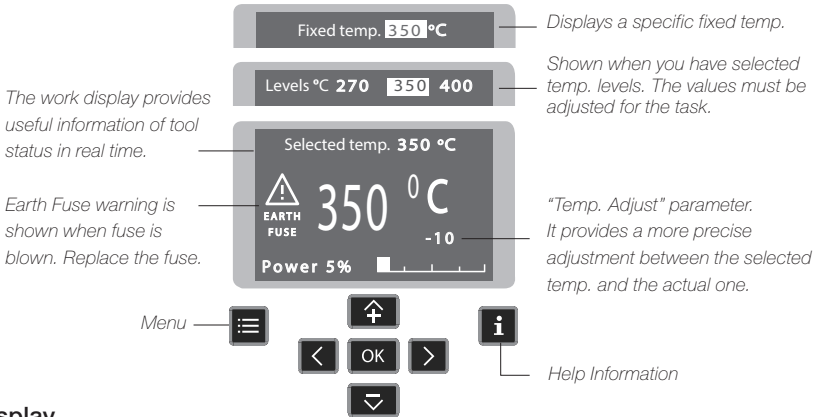 Fixed temp. 350 ºC
Displays a specific fixed temp.
Levels ºC 270 350 400
Shown when you have selected
temp. levels. The values must be
adjusted for the task.
The work display provides
useful information of tool
status in real time.
Selected temp. 350 ºC
EARTH
FUSE
350 ⁰C
-10
Power 5%
Earth Fuse warning is
shown when fuse is
blown. Replace the fuse.
“Temp. Adjust” parameter.
It provides a more precise
adjustment between the selected
temp. and the actual one.
Menu
OK
i
Help Information